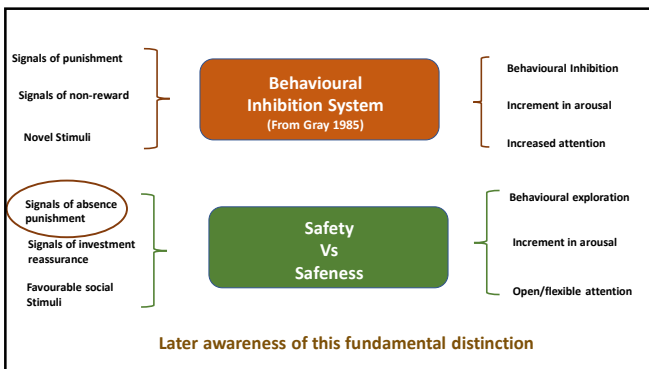 Signals of punishment
Signals of non-reward
Novel Stimuli
Behavioural
Inhibition System
(From Gray 1985)
Behavioural Inhibition
Increment in arousal
Increased attention
Signals of absence
punishment
Signals of investment
reassurance
Favourable social
Stimuli
Safety
Vs
Safeness
Behavioural exploration
Increment in arousal
Open/flexible attention
Later awareness of this fundamental distinction